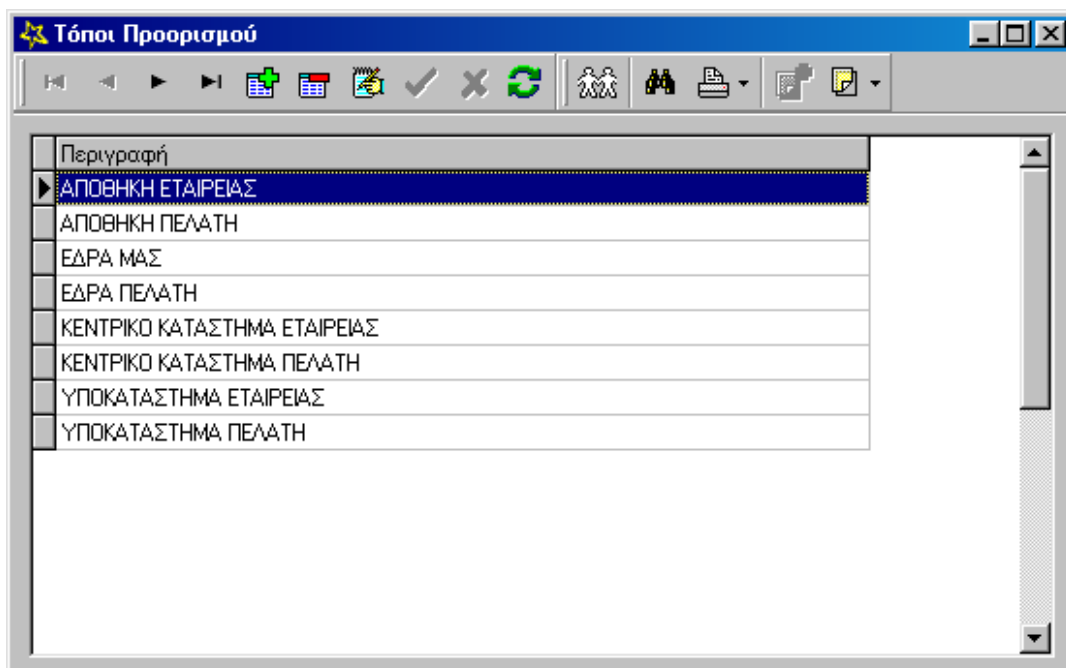 Τόποι Προορισμού
Περιγραφή
ΑΠΟΘΗΚΗ ΕΤΑΙΡΕΙΑΣ
ΑΠΟΘΗΚΗ ΠΕΛΑΤΗ
ΕΔΡΑ ΜΑΣ
ΕΔΡΑ ΠΕΛΑΤΗ
ΚΕΝΤΡΙΚΟ ΚΑΤΑΣΤΗΜΑ ΕΤΑΙΡΕΙΑΣ
ΚΕΝΤΡΙΚΟ ΚΑΤΑΣΤΗΜΑ ΠΕΛΑΤΗ
ΥΠΟΚΑΤΑΣΤΗΜΑ ΕΤΑΙΡΕΙΑΣ
ΥΠΟΚΑΤΑΣΤΗΜΑ ΠΕΛΑΤΗ